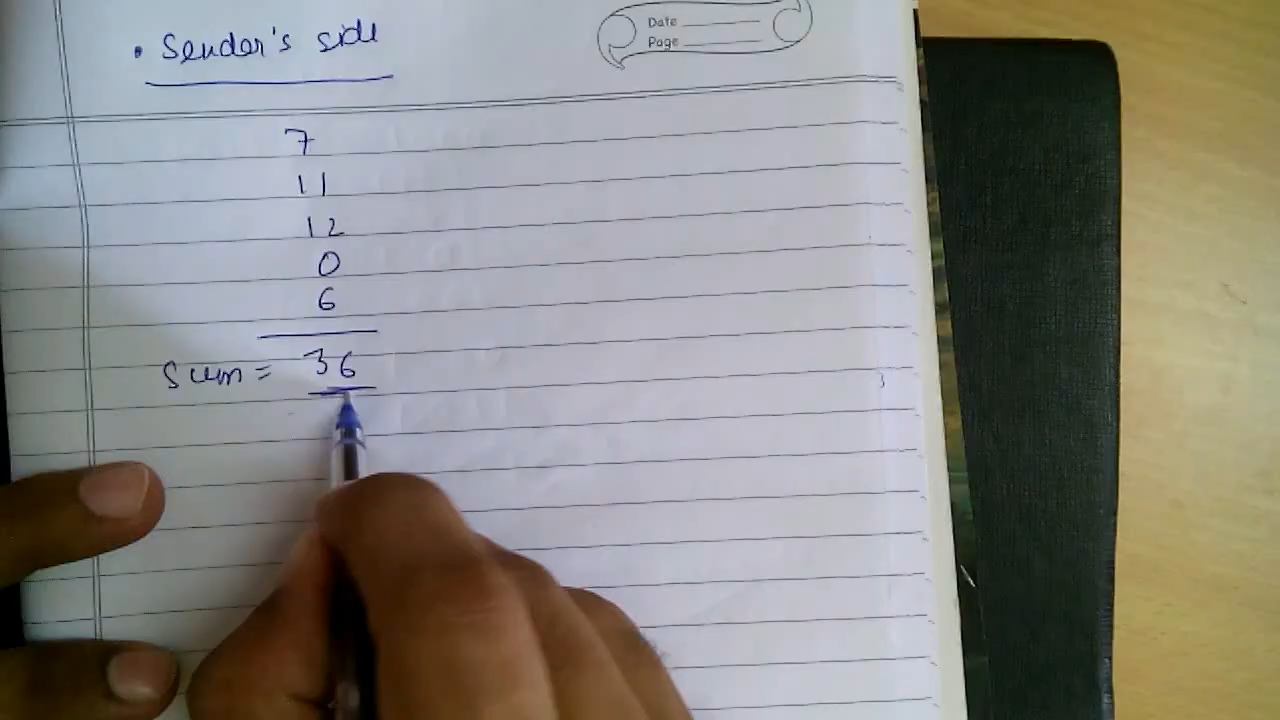 • Sender's side
Date
Page
7
11
12
0
6
Sum = 36